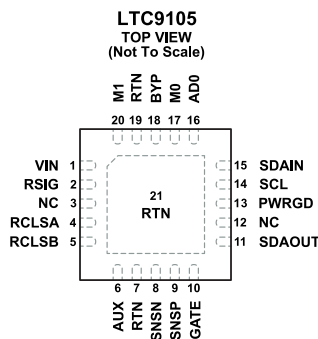 LTC9105
TOP VIEW
(Not To Scale)
M1 RTN BYP M0 AD0
20 19 18 17 16
VIN 1 15 SDAIN
RSIG 2 14 SCL
NC 3 13 PWRGD
RCLSA 4 12 NC
RCLSB 5 11 SDAOUT
21
RTN
6 7 8 9 10
AUX RTN SNSN SNSP GATE